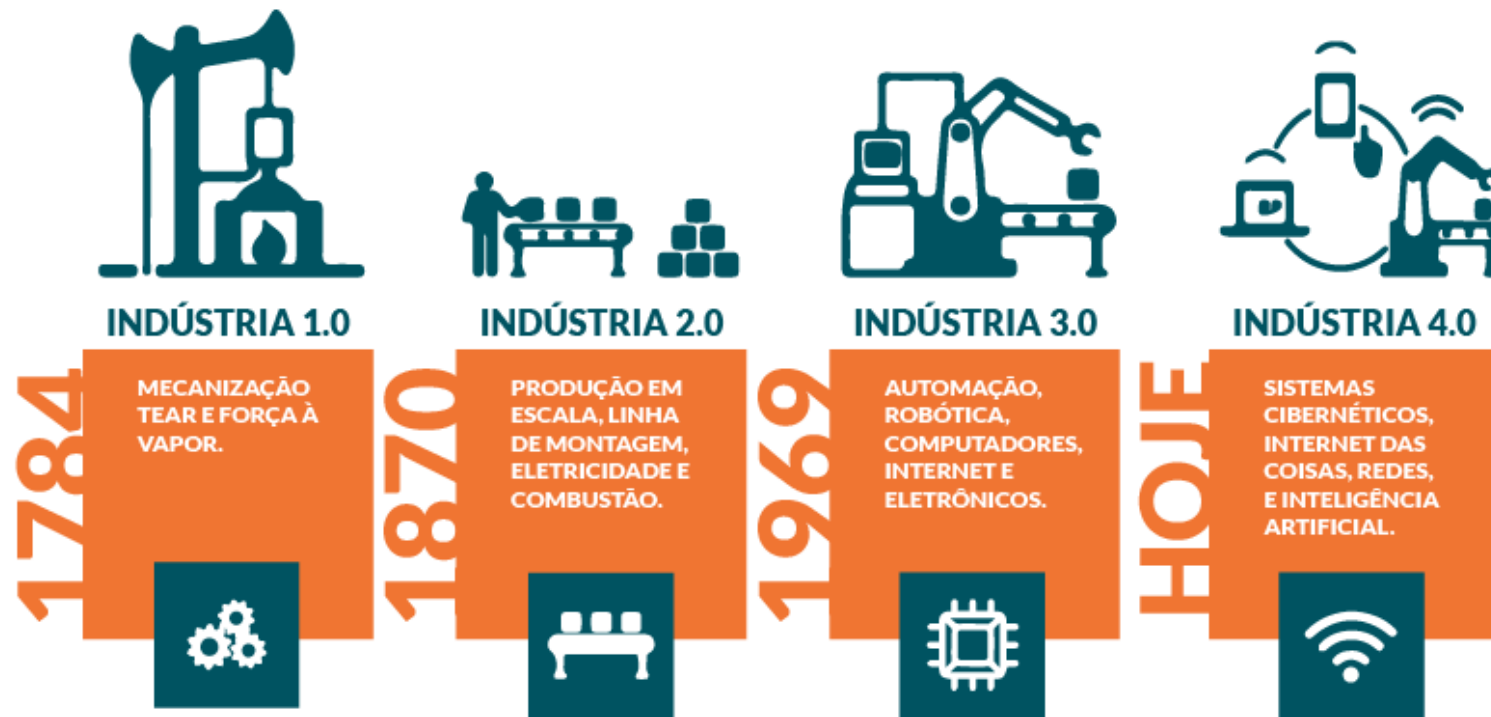 INDÚSTRIA 1.0
1784
MECANIZAÇÃO
TEAR E FORÇA À
VAPOR.
INDÚSTRIA 2.0
1870
PRODUÇÃO EM
ESCALA, LINHA
DE MONTAGEM,
ELETRICIDADE E
COMBUSTÃO.
INDÚSTRIA 3.0
1969
AUTOMAÇÃO,
ROBÓTICA,
COMPUTADORES,
INTERNET E
ELETRÔNICOS.
INDÚSTRIA 4.0
HOJE
SISTEMAS
CIBERNÉTICOS,
INTERNET DAS
COISAS, REDES,
E INTELIGÊNCIA
ARTIFICIAL.